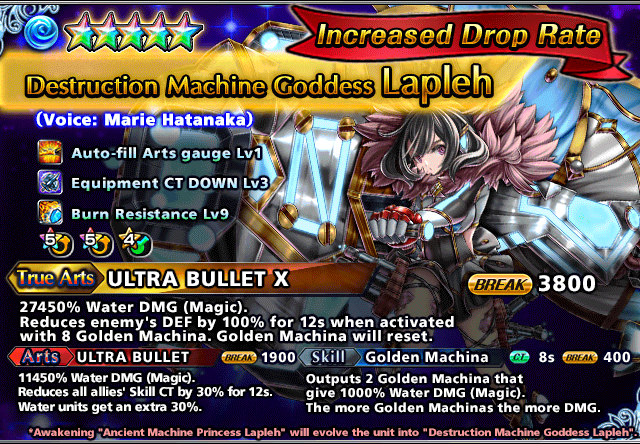 Increased Drop Rate
Destruction Machine Goddess Lapleh
(Voice: Marie Hatanaka)
Auto-fill Arts gauge Lv1
Equipment CT DOWN Lv3
Burn Resistance Lv9
5 5 4
True Arts ULTRA BULLET X BREAK 3800
27450% Water DMG (Magic).
Reduces enemy's DEF by 100% for 12s when activated
with 8 Golden Machina. Golden Machina will reset.
Arts ULTRA BULLET BREAK 1900 Skill Golden Machina CT. 8s BREAK 400
11450% Water DMG (Magic).
Reduces all allies' Skill CT by 30% for 12s.
Water units get an extra 30%.
Outputs 2 Golden Machina that
give 1000% Water DMG (Magic).
The more Golden Machinas the more DMG.
*Awakening "Ancient Machine Princess Lapleh" will evolve the unit into "Destruction Machine Goddess Lapleh".